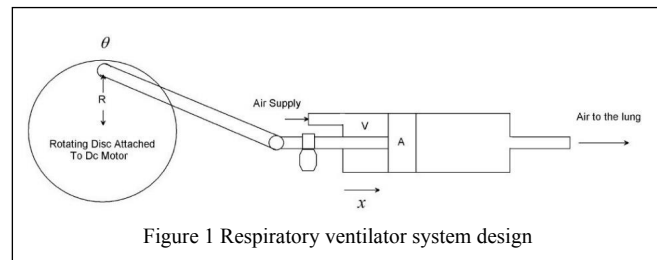 θ
R
Rotating Disc Attached
To Dc Motor
Air Supply
V
A
Air to the lung
x
Figure 1 Respiratory ventilator system design